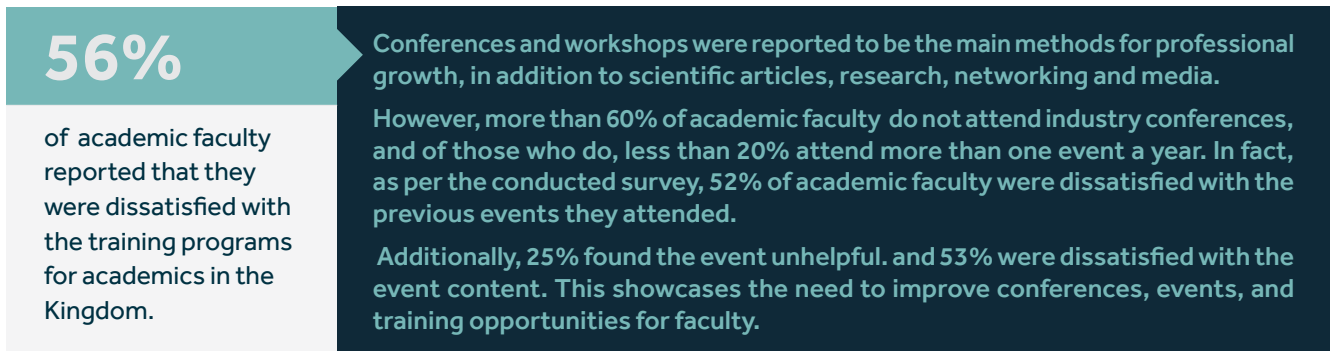 56%
of academic faculty
reported that they
were dissatisfied with
the training programs
for academics in the
Kingdom.
Conferences and workshops were reported to be the main methods for professional
growth, in addition to scientific articles, research, networking and media.
However, more than 60% of academic faculty do not attend industry conferences,
and of those who do, less than 20% attend more than one event a year. In fact,
as per the conducted survey, 52% of academic faculty were dissatisfied with the
previous events they attended.
Additionally, 25% found the event unhelpful. and 53% were dissatisfied with the
event content. This showcases the need to improve conferences, events, and
training opportunities for faculty.